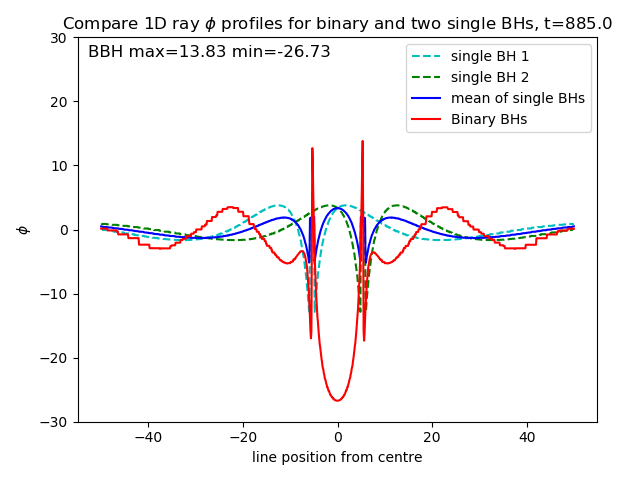 Compare 1D ray ϕ profiles for binary and two single BHs, t=885.0
BBH max=13.83 min=-26.73
single BH 1
single BH 2
mean of single BHs
Binary BHs
ϕ
30
20
10
0
−10
−20
−30
−40 −20 0 20 40
line position from centre